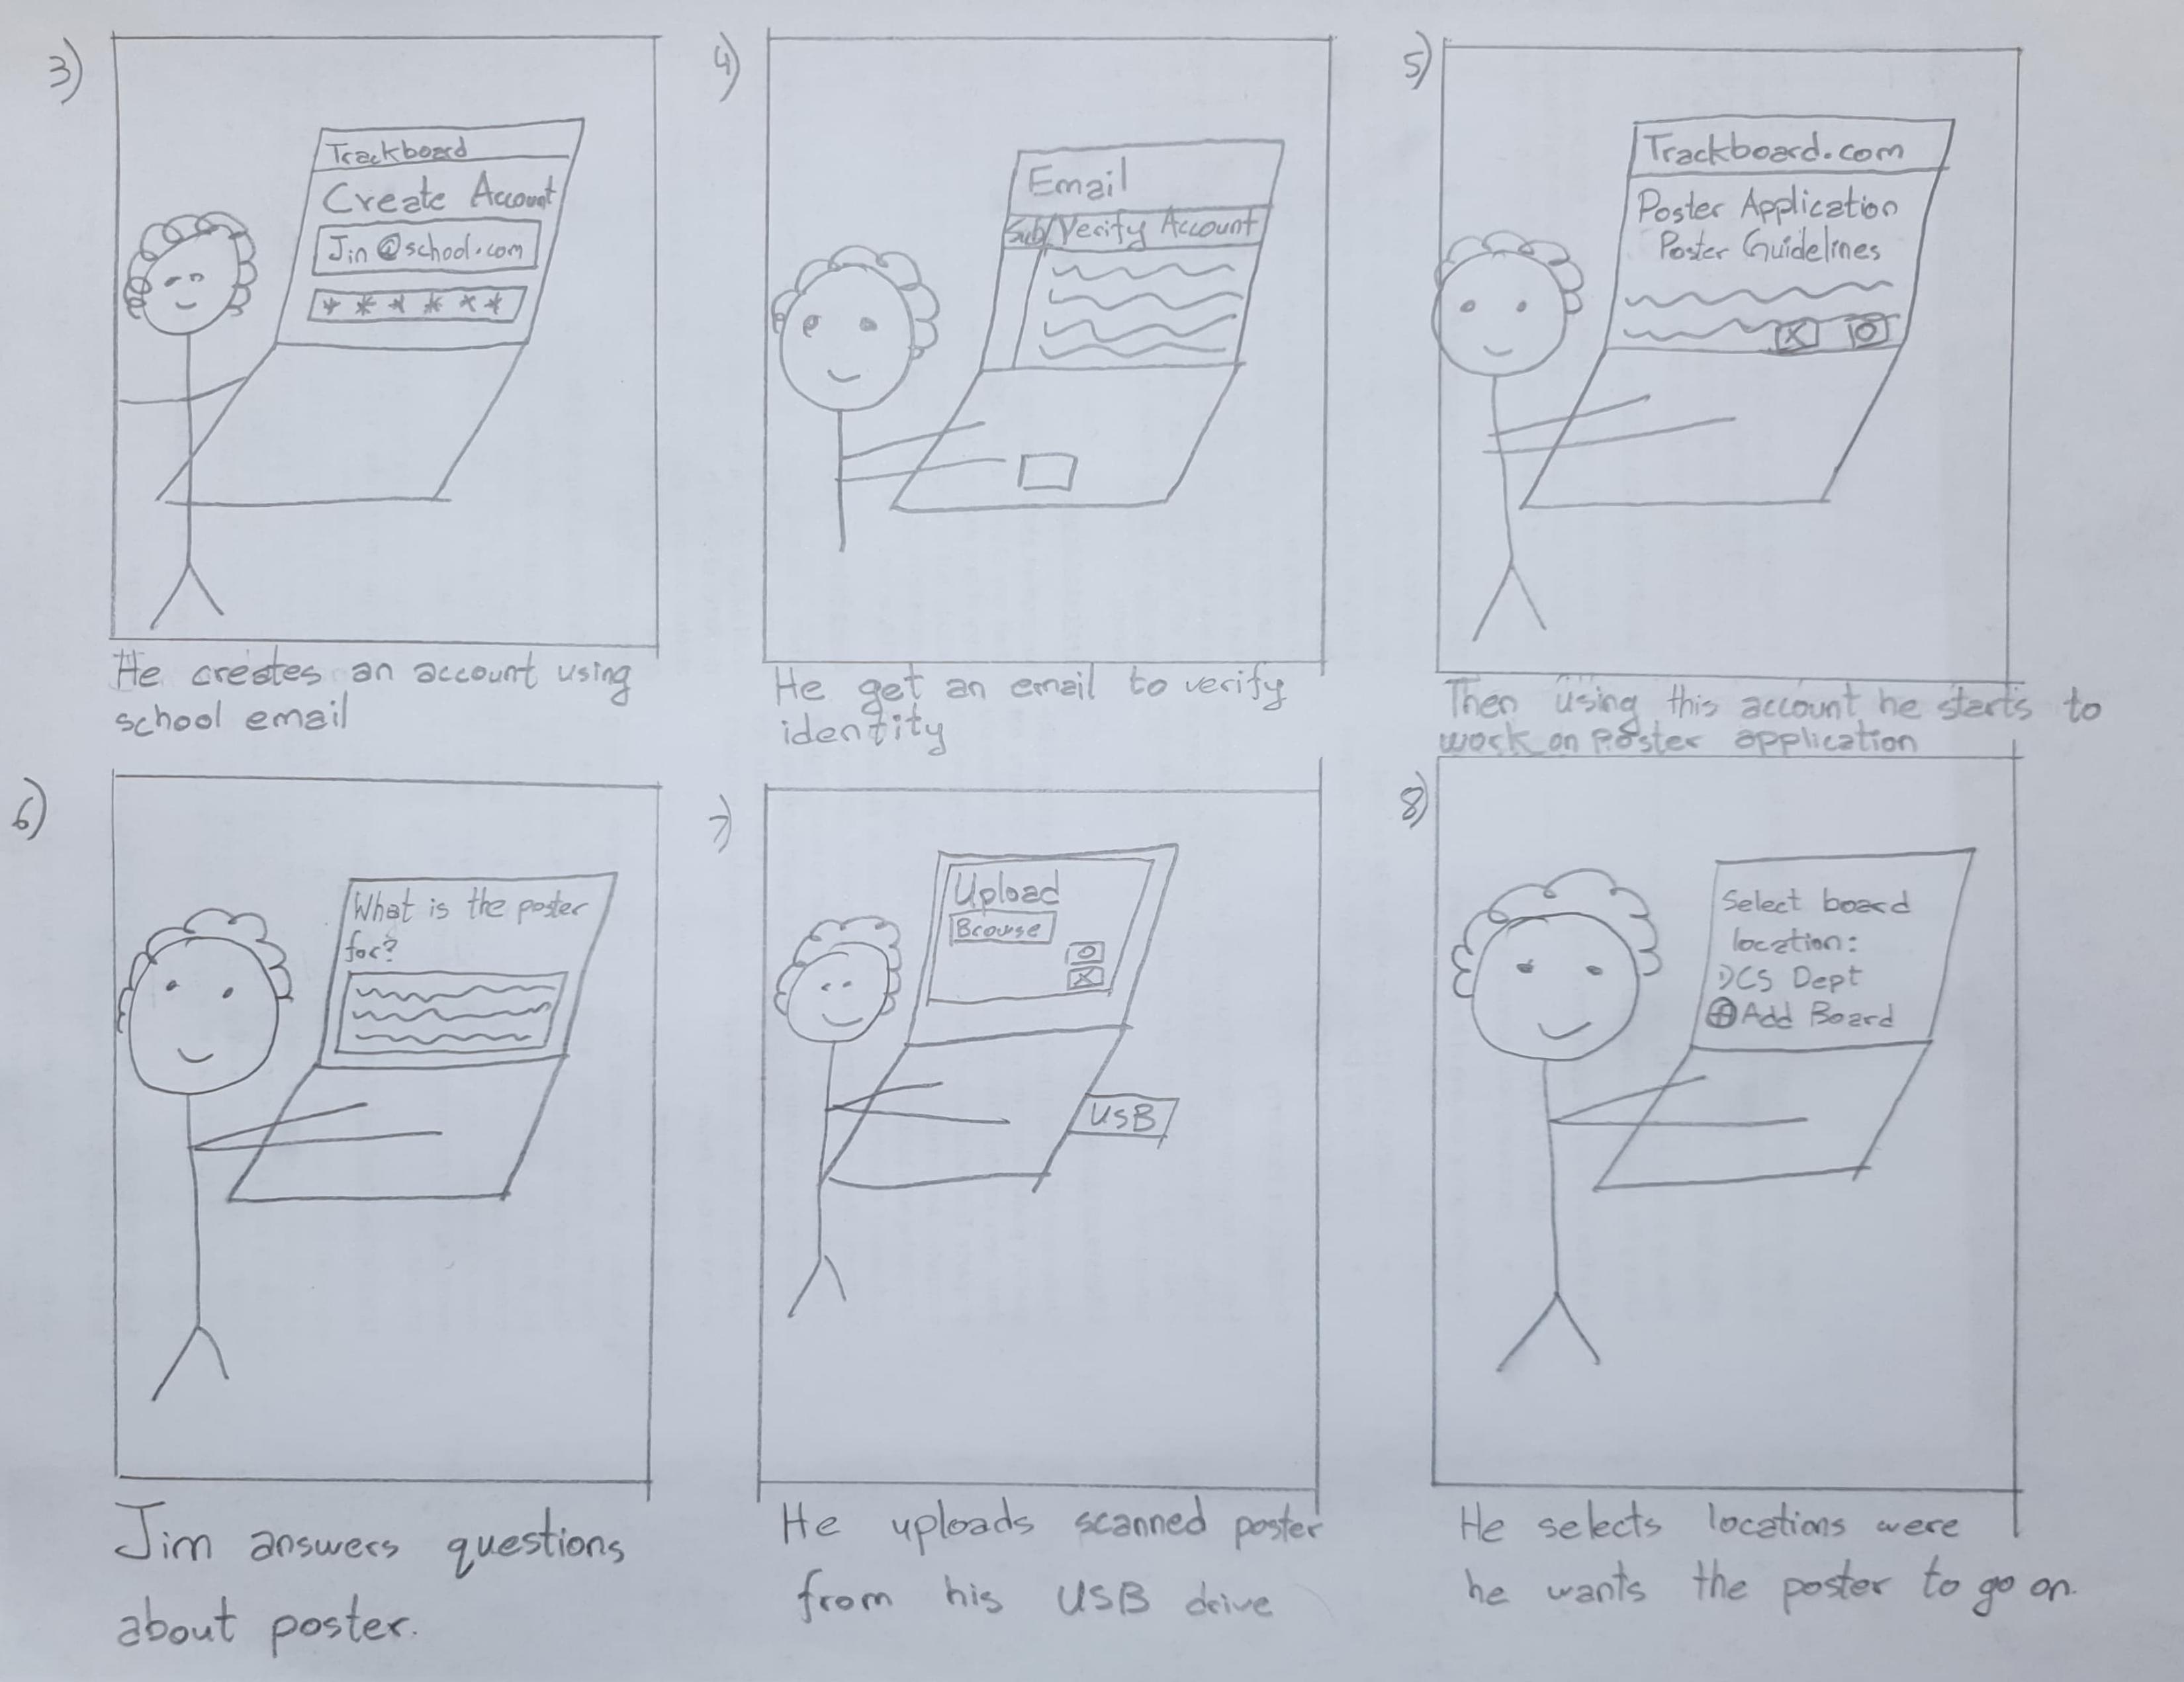 3)
Trackboard
Create Account
Jin@school.com
******
He creates an account using
school email
4)
Email
Sub/Verify Account
He get an email to verify
identity
5)
Trackboard.com
Poster Application
Poster Guidelines
X O
Then using this account he starts to
work on poster application
6)
What is the poster
for?
Jim answers questions
about poster.
7)
Upload
Browse
O
X
USB
He uploads scanned poster
from his USB drive
8)
Select board
location:
1)CS Dept
⊕Add Board
He selects locations were
he wants the poster to go on.